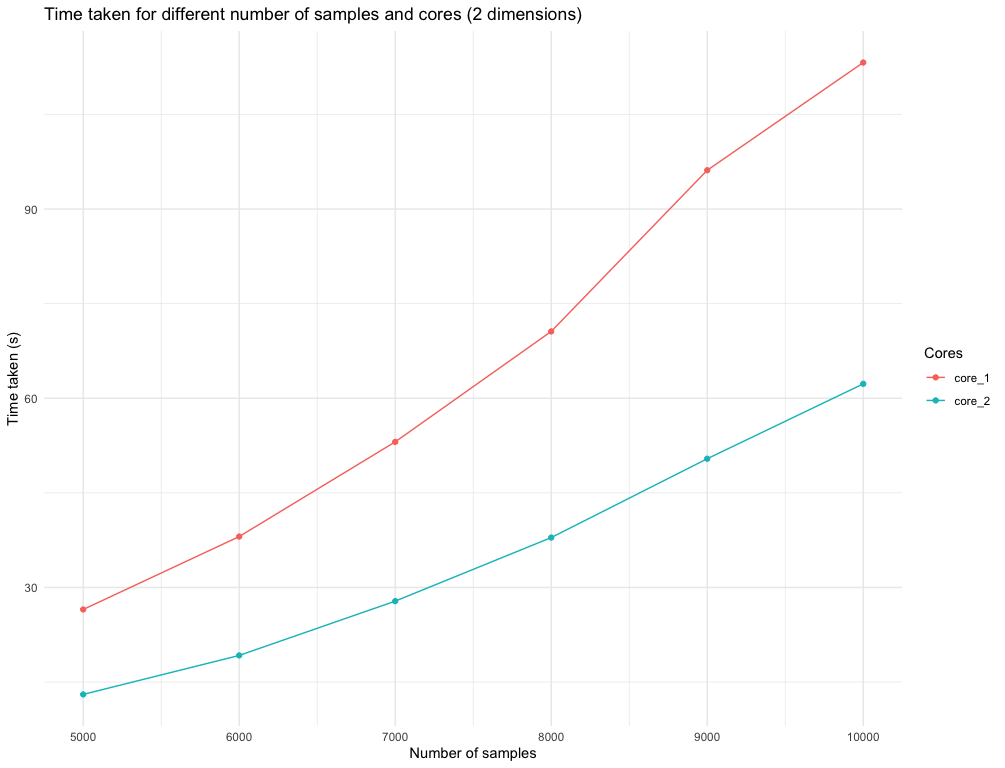 Time taken for different number of samples and cores (2 dimensions)
90
60
30
Time taken (s)
5000 6000 7000 8000 9000 10000
Number of samples
Cores
core_1
core_2